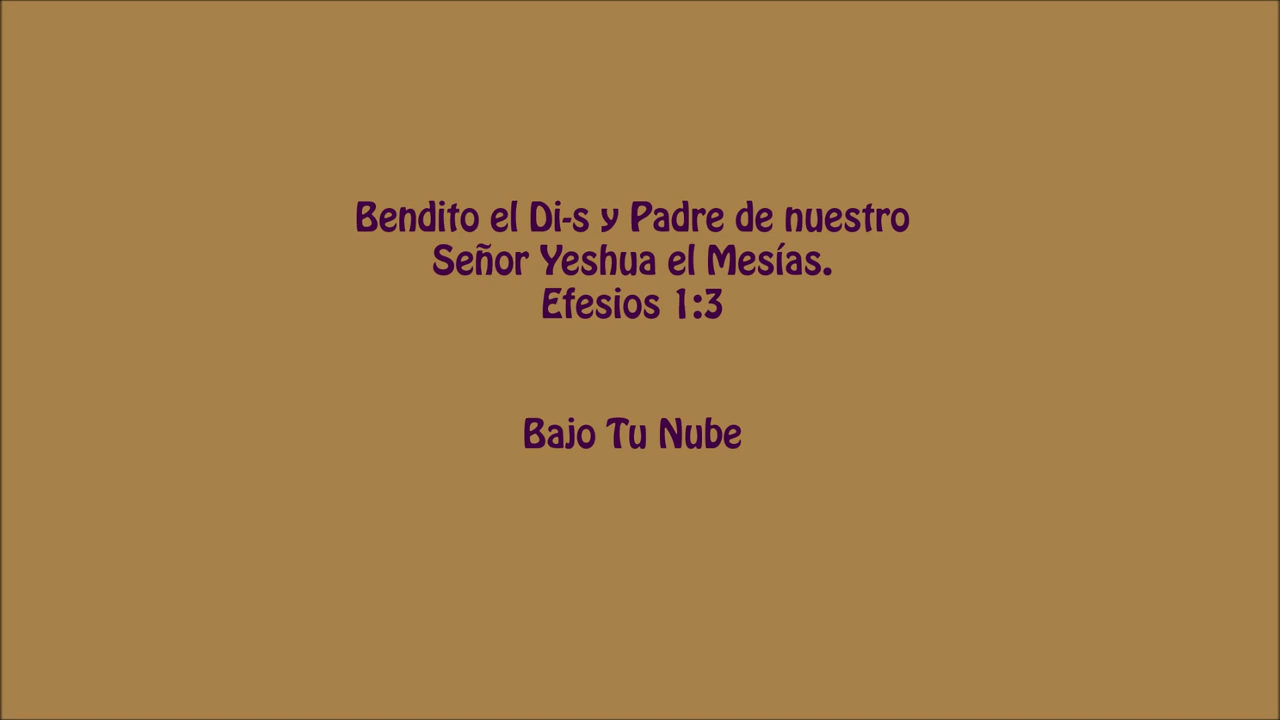 Bendito el Di-s y Padre de nuestro
Señor Yeshua el Mesías.
Efesios 1:3
Bajo Tu Nube